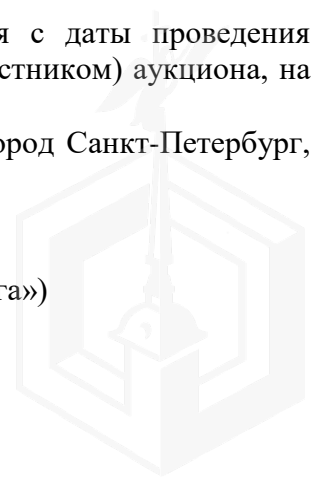 я с даты проведения
стником) аукциона, на
ород Санкт-Петербург,
га»)